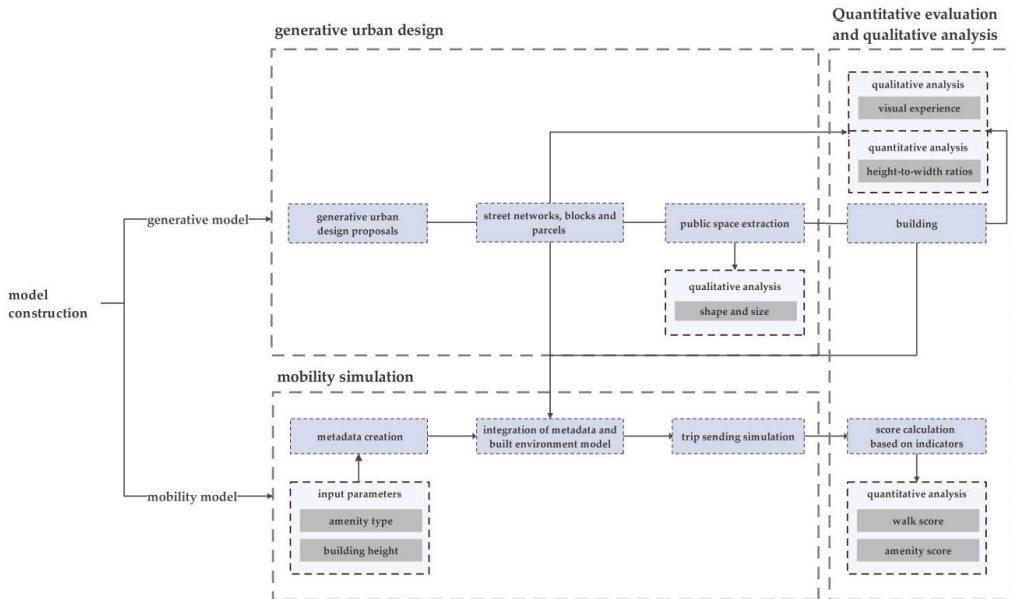 generative urban design
Quantitative evaluation
and qualitative analysis
qualitative analysis
visual experience
quantitative analysis
height-to-width ratios
generative model
generative urban
design proposals
street networks, blocks and
parcels
public space extraction
building
qualitative analysis
shape and size
model
construction
mobility simulation
metadata creation
integration of metadata and
built environment model
trip sending simulation
score calculation
based on indicators
mobility model
input parameters
amenity type
building height
quantitative analysis
walk score
amenity score